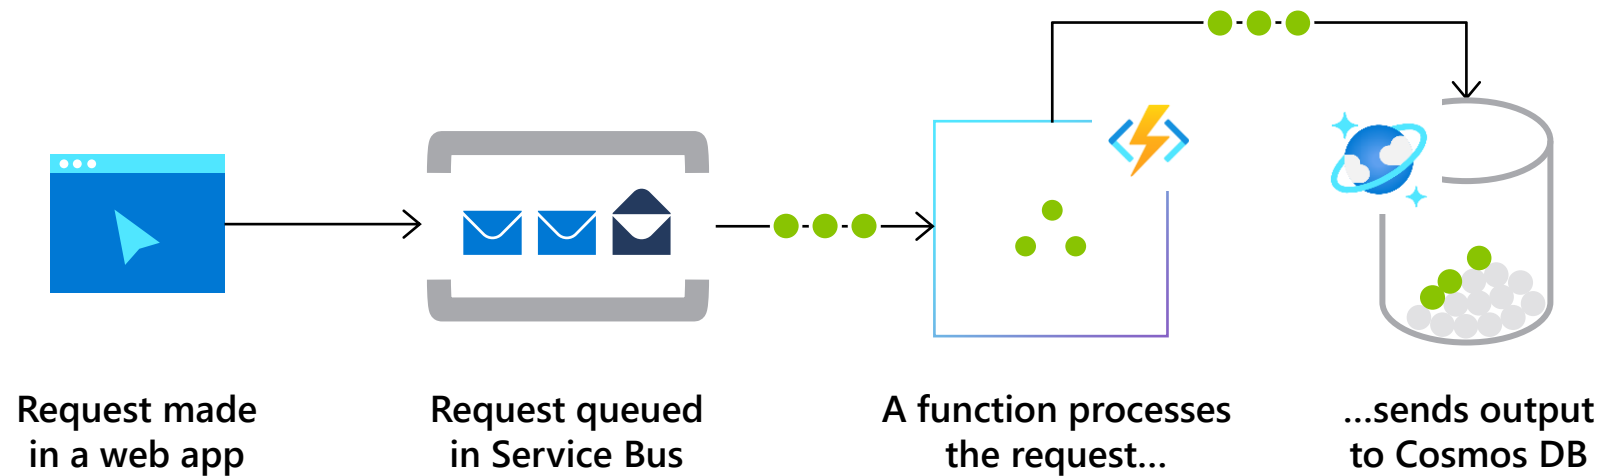 Request made
in a web app
Request queued
in Service Bus
A function processes
the request...
...sends output
to Cosmos DB